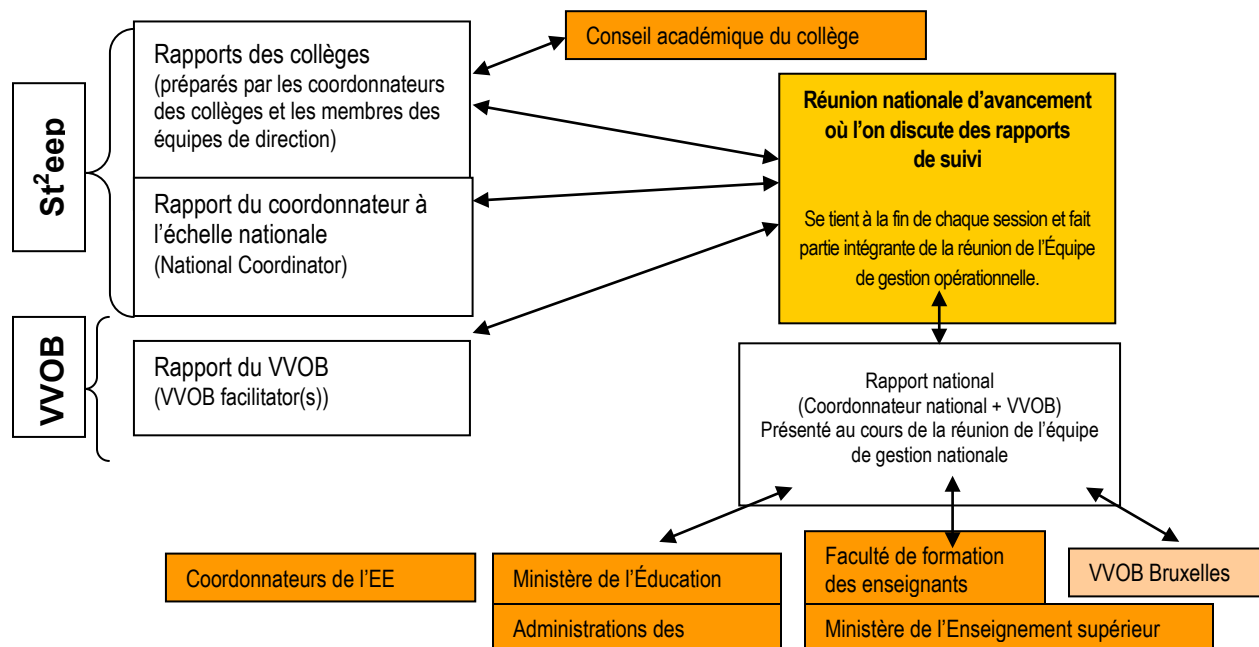 St²eep
Rapports des collèges
(préparés par les coordonnateurs
des collèges et les membres des
équipes de direction)
Conseil académique du collège
Réunion nationale d’avancement
où l’on discute des rapports
de suivi
Se tient à la fin de chaque session et fait
partie intégrante de la réunion de l’Équipe
de gestion opérationnelle.
Rapport du coordonnateur à
l’échelle nationale
(National Coordinator)
VVOB
Rapport du VVOB
(VVOB facilitator(s))
Rapport national
(Coordonnateur national + VVOB)
Présenté au cours de la réunion de l’équipe
de gestion nationale
Coordonnateurs de l’EE
Ministère de l’Éducation
Administrations des
Faculté de formation
des enseignants
Ministère de l’Enseignement supérieur
VVOB Bruxelles